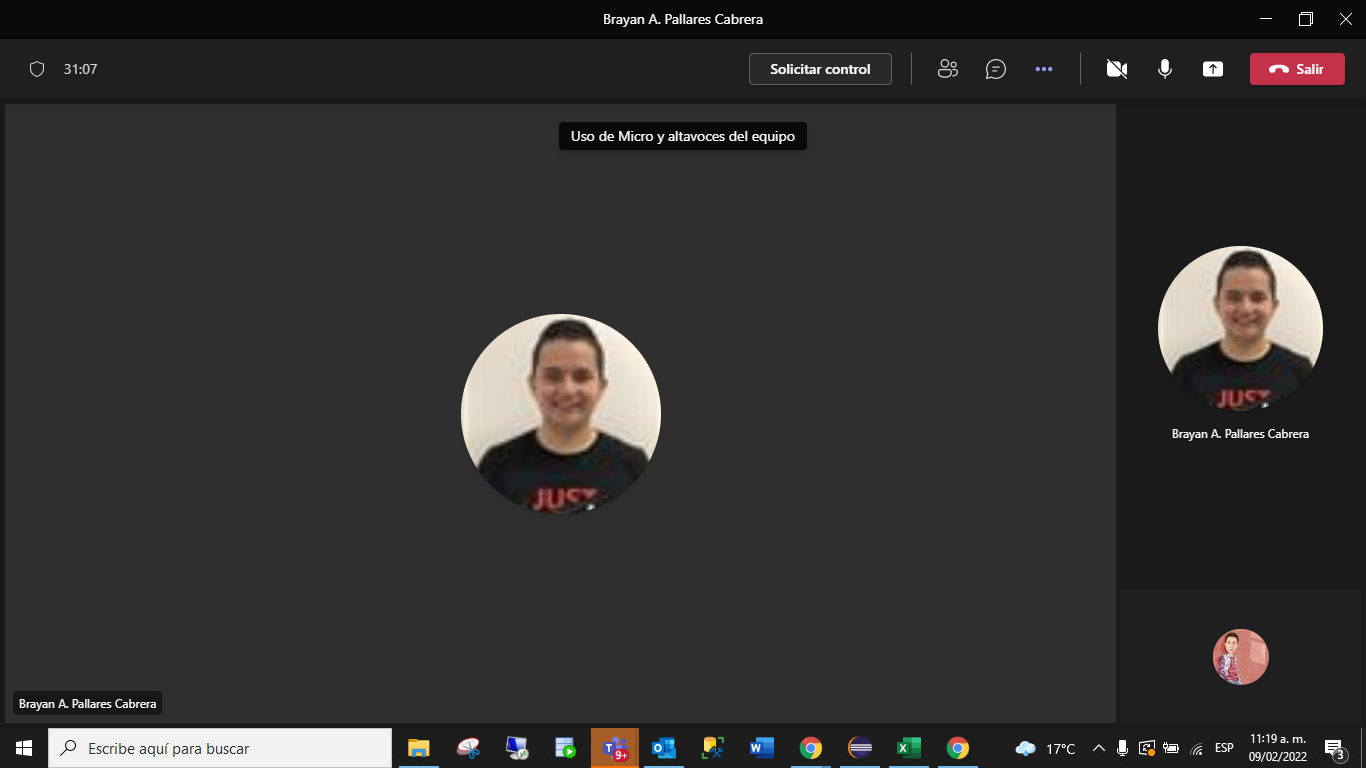 Brayan A. Pallares Cabrera
31:07
Solicitar control
Salir
Uso de Micro y altavoces del equipo
JUST
JUST
Brayan A. Pallares Cabrera
Brayan A. Pallares Cabrera
Escribe aquí para buscar
9+
17°C
ESP
11:19 a. m.
09/02/2022
3